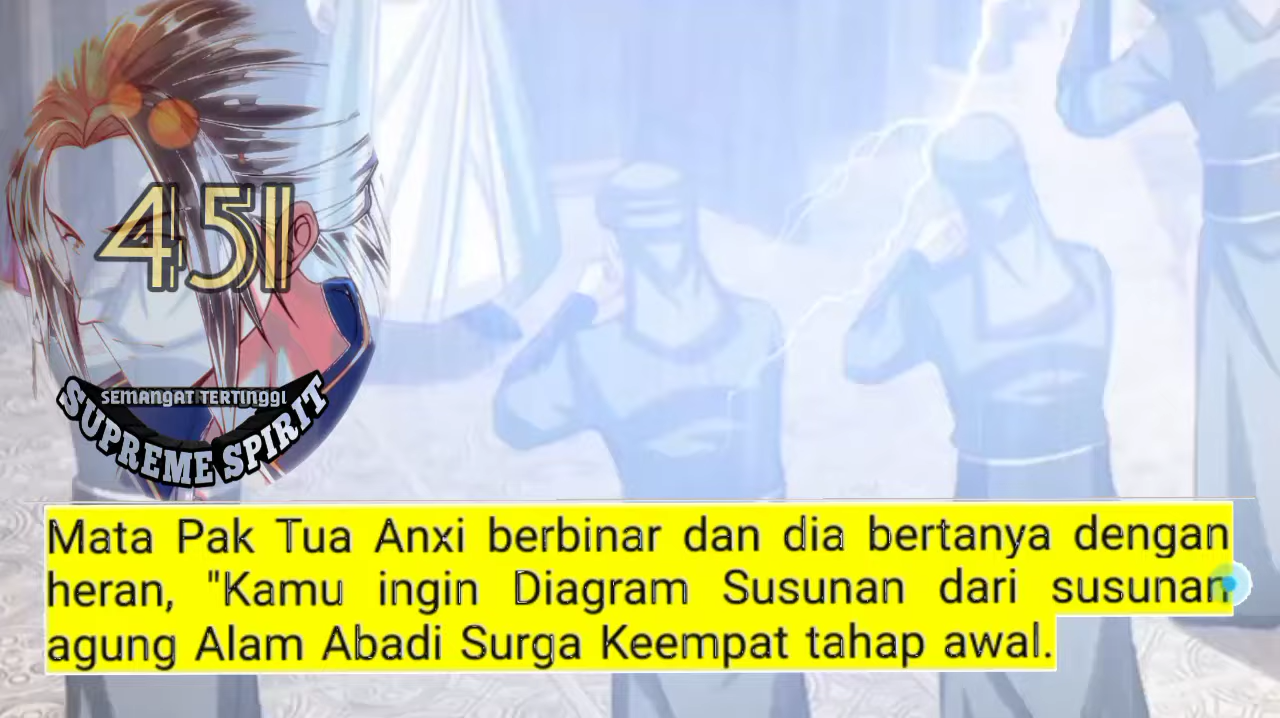 451
SEMANGAT TERTINGGI
SUPREME SPIRIT
Mata Pak Tua Anxi berbinar dan dia bertanya dengan
heran, "Kamu ingin Diagram Susunan dari susunan
agung Alam Abadi Surga Keempat tahap awal.